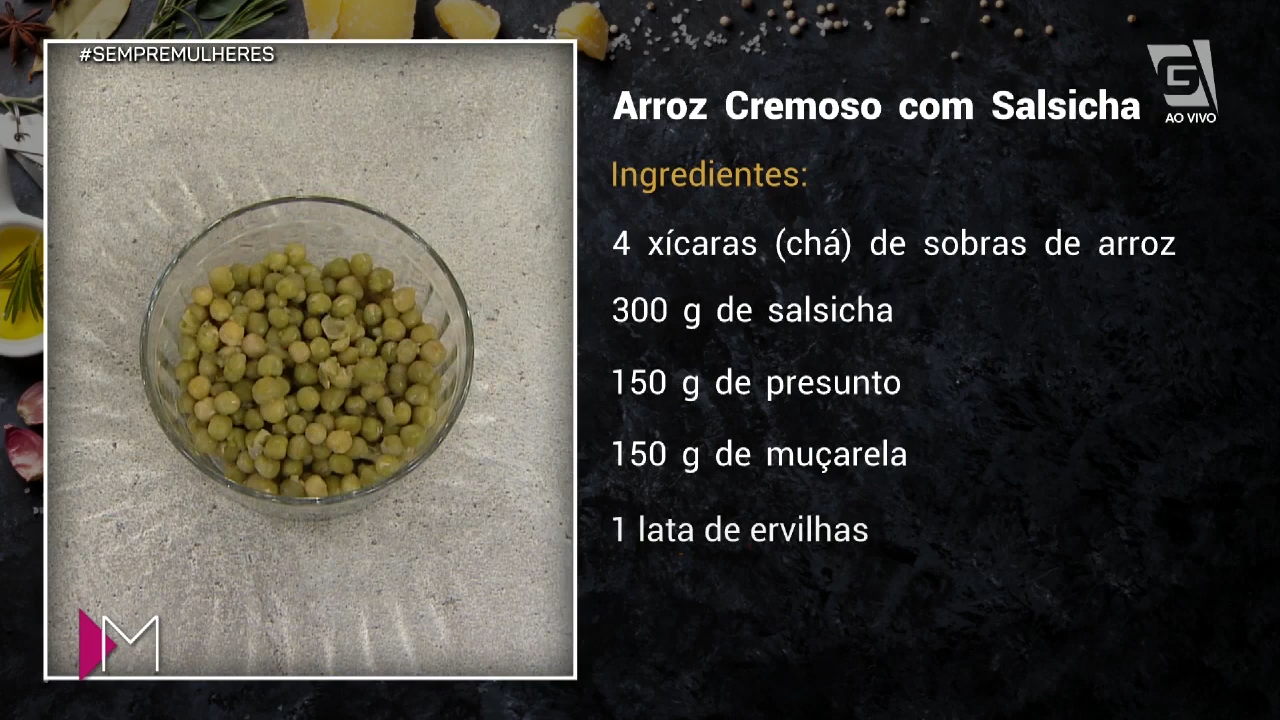 #SEMPREMULHERES
G
AO VIVO
Arroz Cremoso com Salsicha
Ingredientes:
4 xícaras (chá) de sobras de arroz
300 g de salsicha
150 g de presunto
150 g de muçarela
1 lata de ervilhas
M